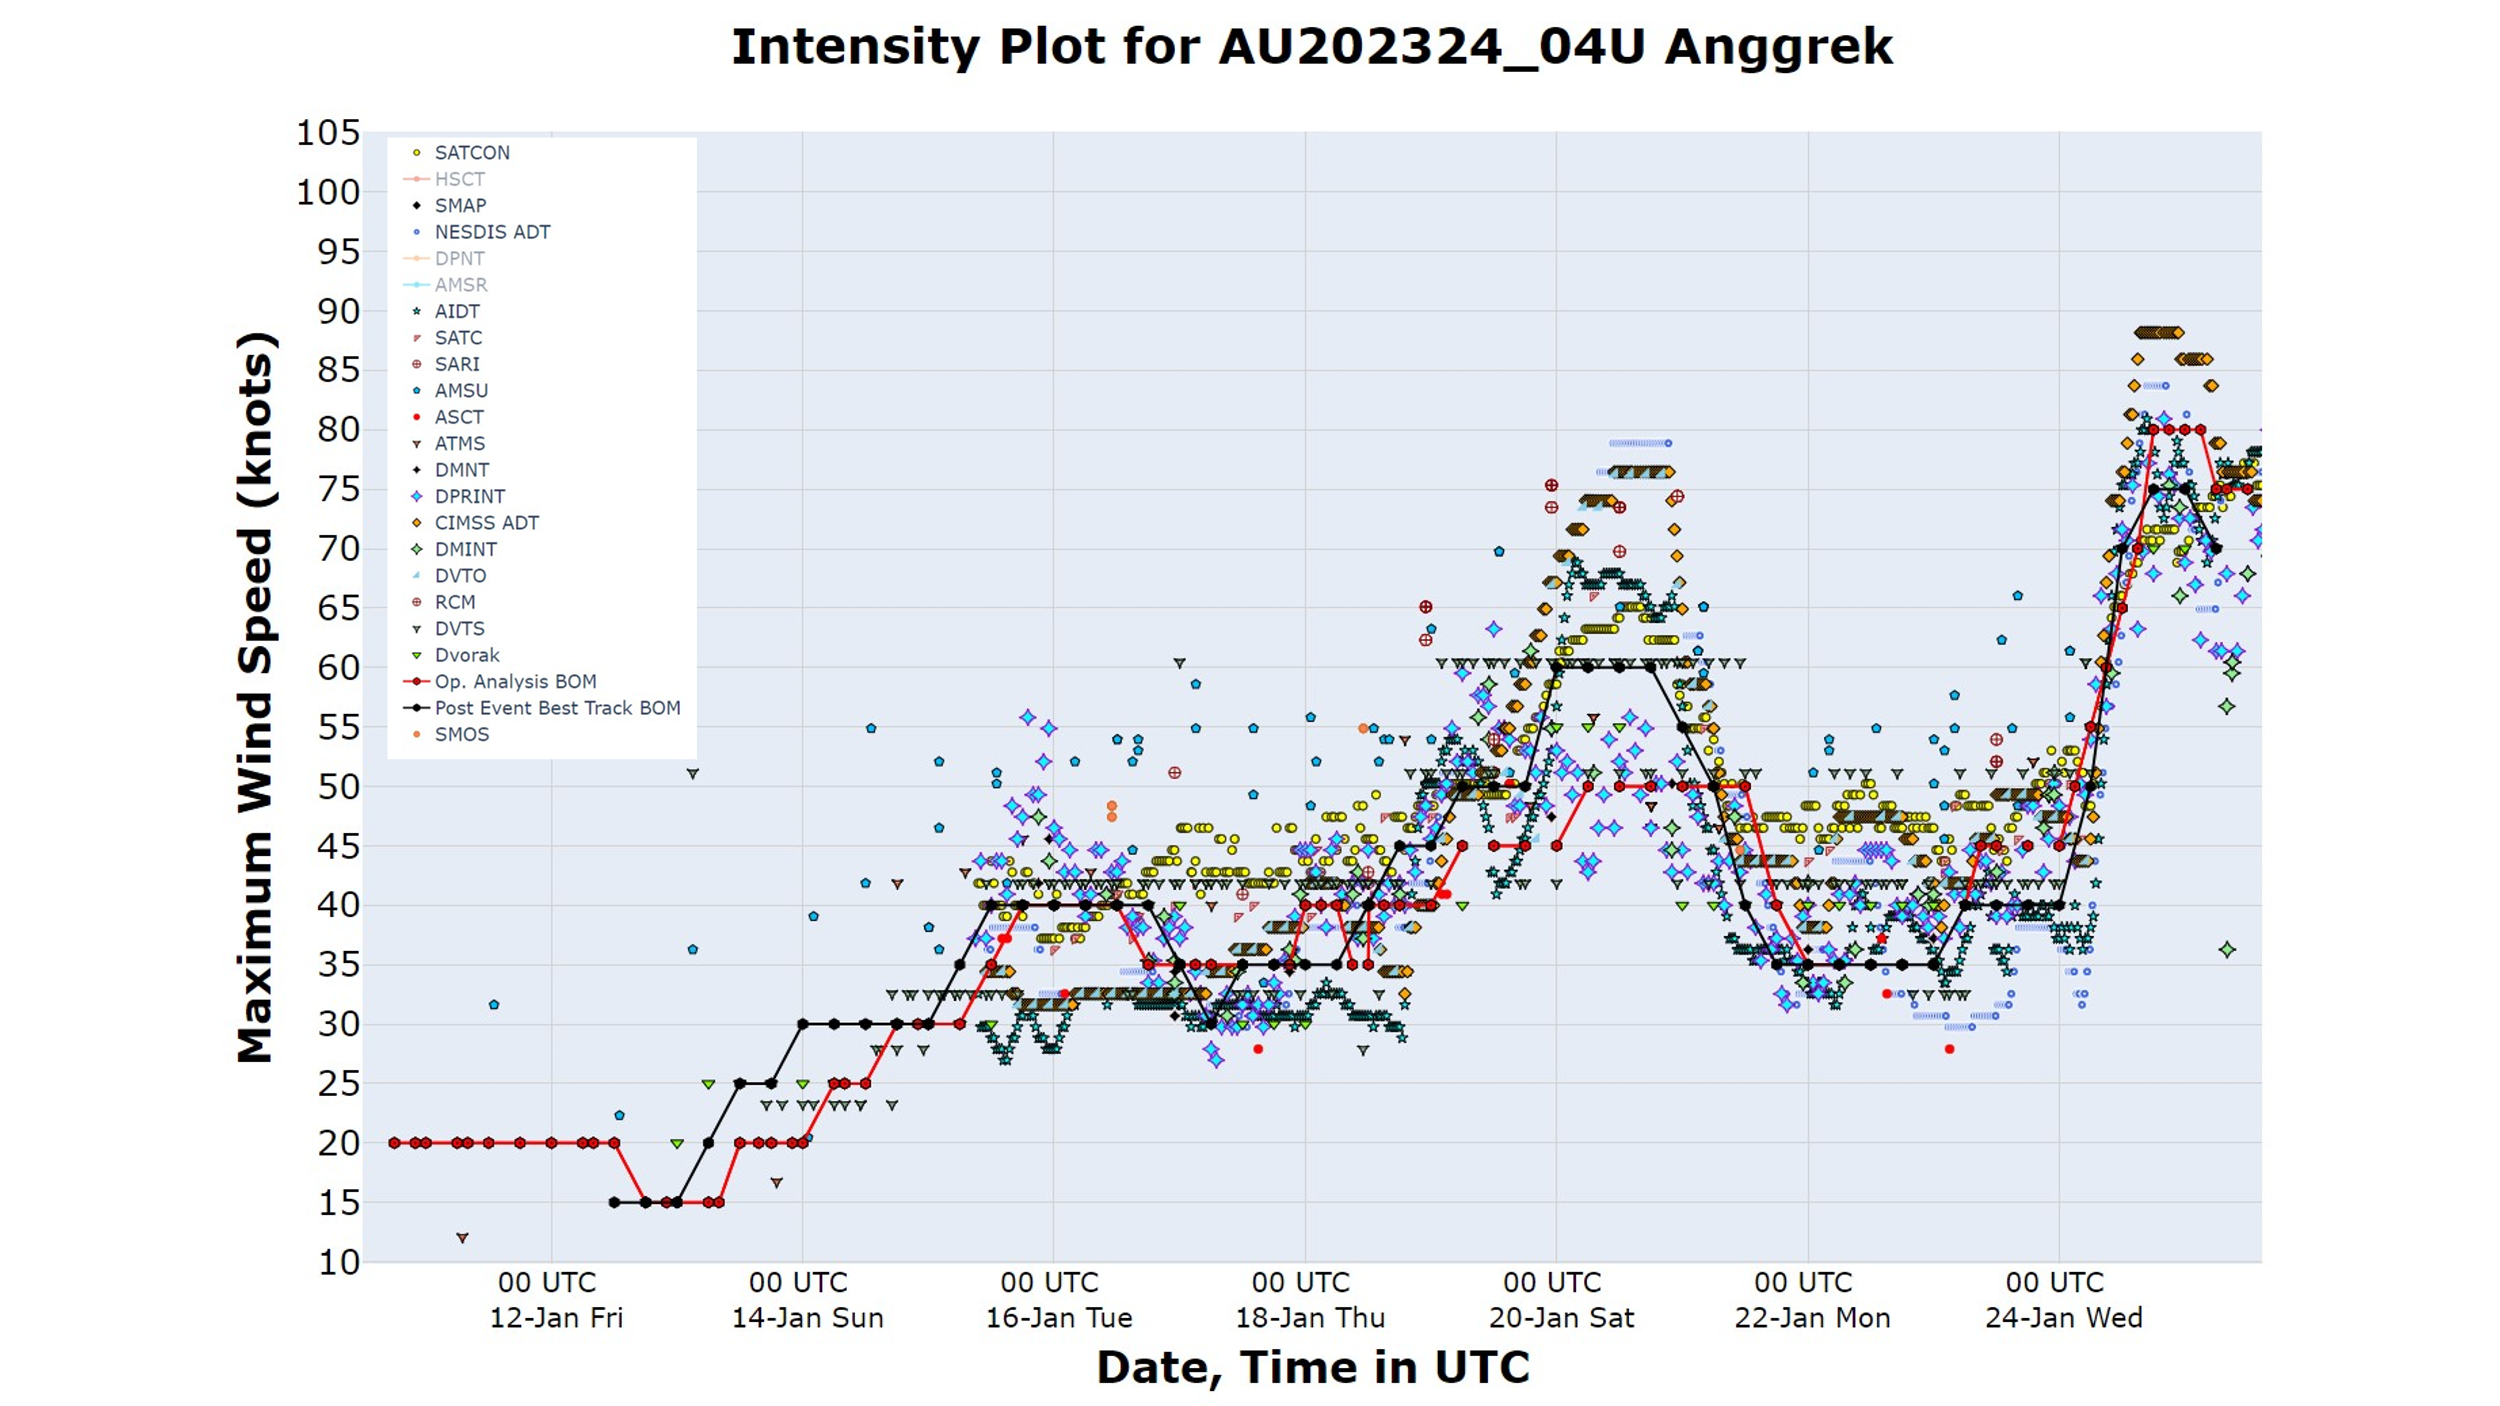 Intensity Plot for AU202324_04U Anggrek
Maximum Wind Speed (knots)
105
100
95
90
85
80
75
70
65
60
55
50
45
40
35
30
25
20
15
10
SATCON
HSCT
SMAP
NESDIS ADT
DPNT
AMSR
AIDT
SATC
SARI
AMSU
ASCT
ATMS
DMNT
DPRINT
CIMSS ADT
DMINT
DVTO
RCM
DVTS
Dvorak
Op. Analysis BOM
Post Event Best Track BOM
SMOS
00 UTC
12-Jan Fri
00 UTC
14-Jan Sun
00 UTC
16-Jan Tue
00 UTC
18-Jan Thu
00 UTC
20-Jan Sat
00 UTC
22-Jan Mon
00 UTC
24-Jan Wed
Date, Time in UTC